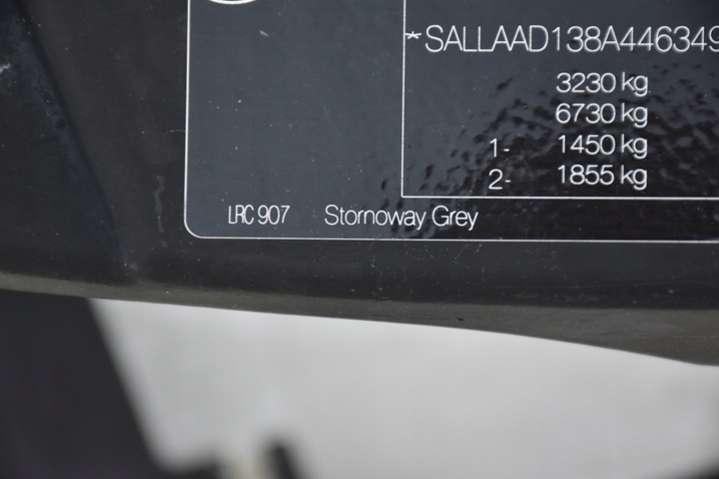 *SALLAAD138A446349
3230 kg
6730 kg
1- 1450 kg
2- 1855 kg
LRC 907 Stornoway Grey